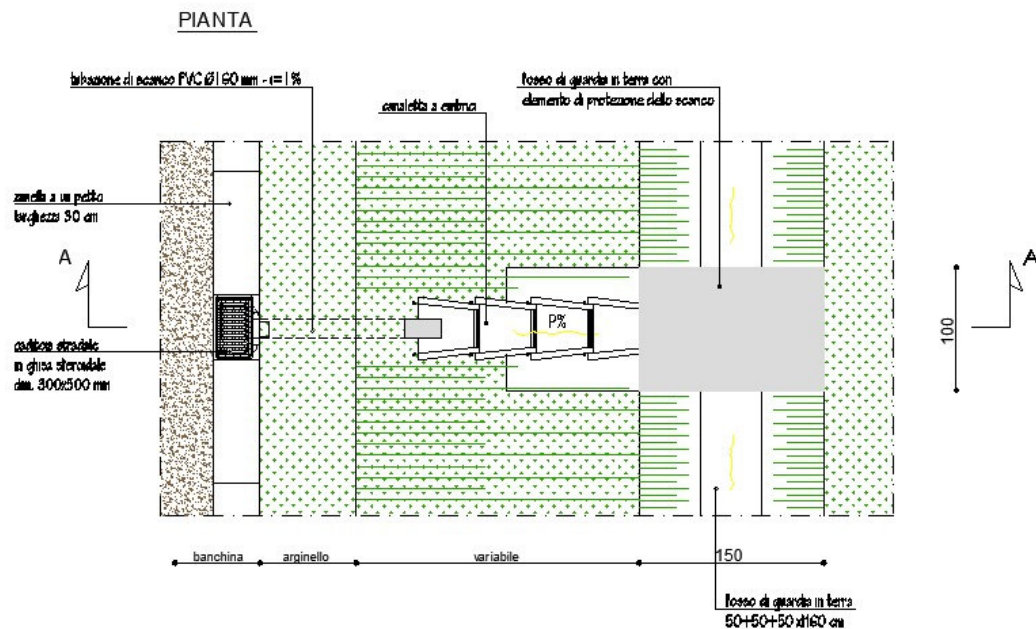 PIANTA
tubazione di scarico PVC Ø160 mm - i=1%
fosso di guardia in terra con
elemento di protezione dello scarico
canaletta a embrici
zanella a un petto
larghezza 30 cm
A
A
P%
100
caditoia stradale
in ghisa sferoidale
dim. 300x500 mm
banchina
arginello
variabile
150
fosso di guardia in terra
50+50+50 xH60 cm